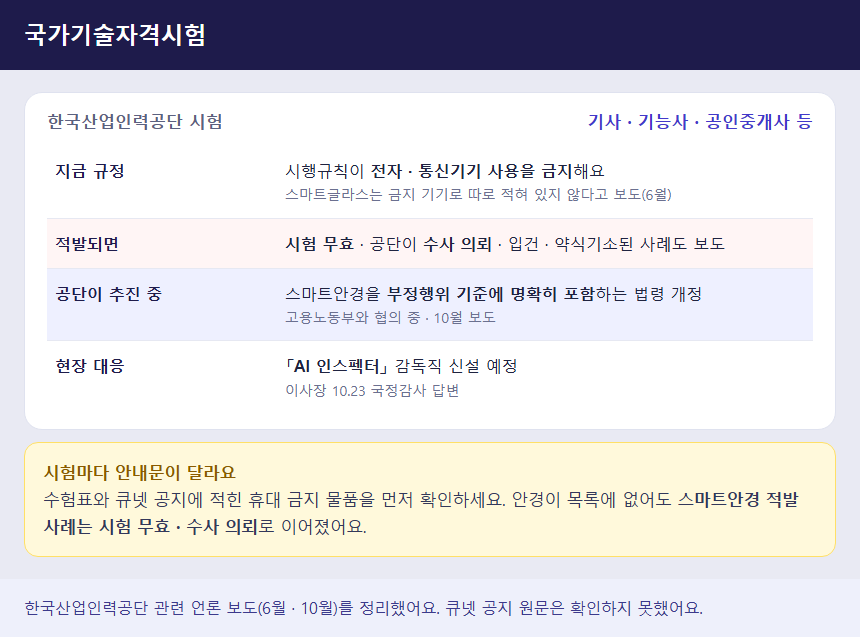 국가기술자격시험
한국산업인력공단 시험
기사 · 기능사 · 공인중개사 등
지금 규정
시행규칙이 전자 · 통신기기 사용을 금지해요
스마트글라스는 금지 기기로 따로 적혀 있지 않다고 보도(6월)
적발되면
시험 무효 · 공단이 수사 의뢰 · 입건 · 약식기소된 사례도 보도
공단이 추진 중
스마트안경을 부정행위 기준에 명확히 포함하는 법령 개정
고용노동부와 협의 중 · 10월 보도
현장 대응
「AI 인스펙터」 감독직 신설 예정
이사장 10.23 국정감사 답변
시험마다 안내문이 달라요
수험표와 큐넷 공지에 적힌 휴대 금지 물품을 먼저 확인하세요. 안경이 목록에 없어도 스마트안경 적발
사례는 시험 무효 · 수사 의뢰로 이어졌어요.
한국산업인력공단 관련 언론 보도(6월 · 10월)를 정리했어요. 큐넷 공지 원문은 확인하지 못했어요.